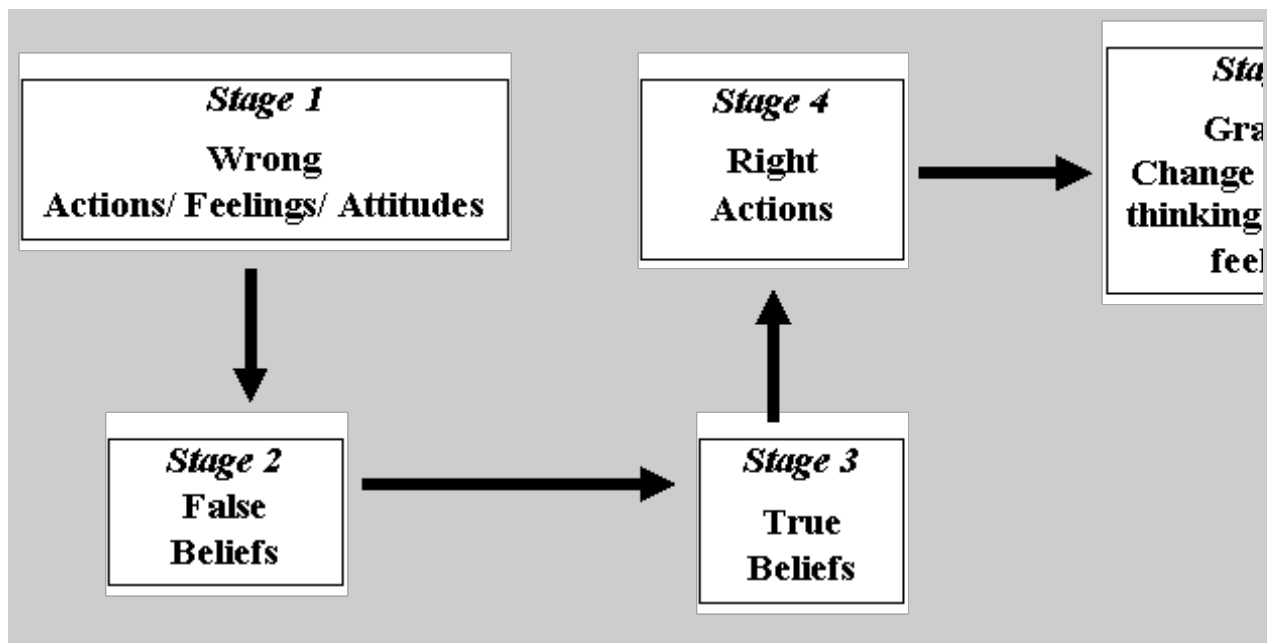 Stage 1
Wrong
Actions/ Feelings/ Attitudes
Stage 2
False
Beliefs
Stage 3
True
Beliefs
Stage 4
Right
Actions
Change
thinking